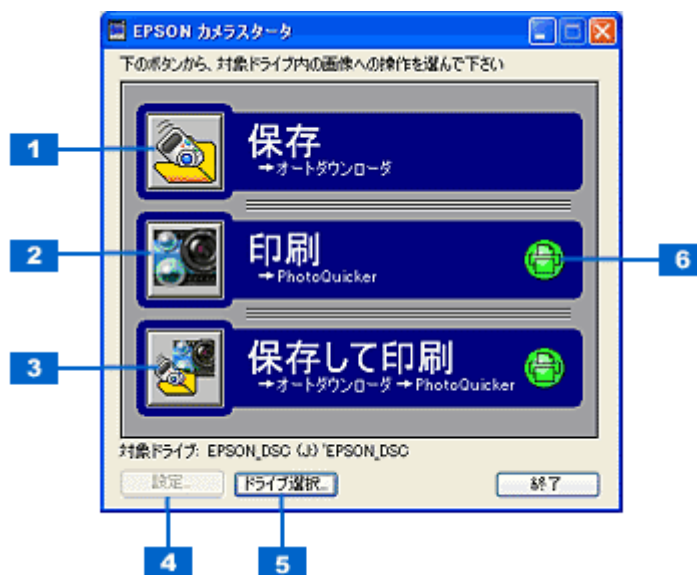 EPSON カメラスタータ
下のボタンから、対象ドライブ内の画像への操作を選んで下さい
1
保存
➞オートダウンローダ
2
印刷
➞PhotoQuicker
6
3
保存して印刷
➞オートダウンローダ➞PhotoQuicker
対象ドライブ: EPSON_DSC (J:) 'EPSON_DSC
設定...
ドライブ選択...
終了
4
5